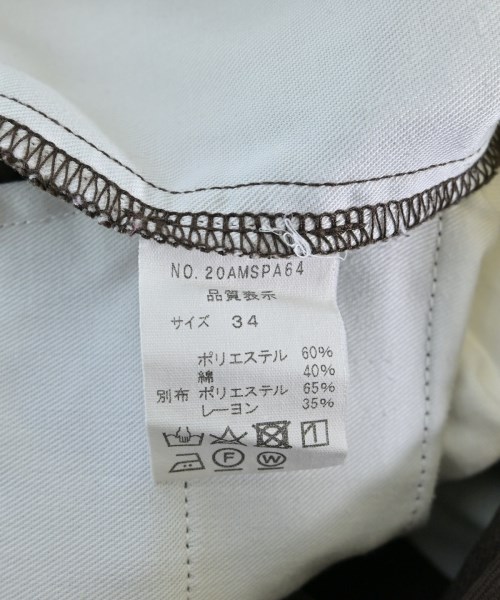 NO. 20AMSPA64
品質表示
サイズ 34
ポリエステル 60%
綿 40%
別布 ポリエステル 65%
レーヨン 35%
F W